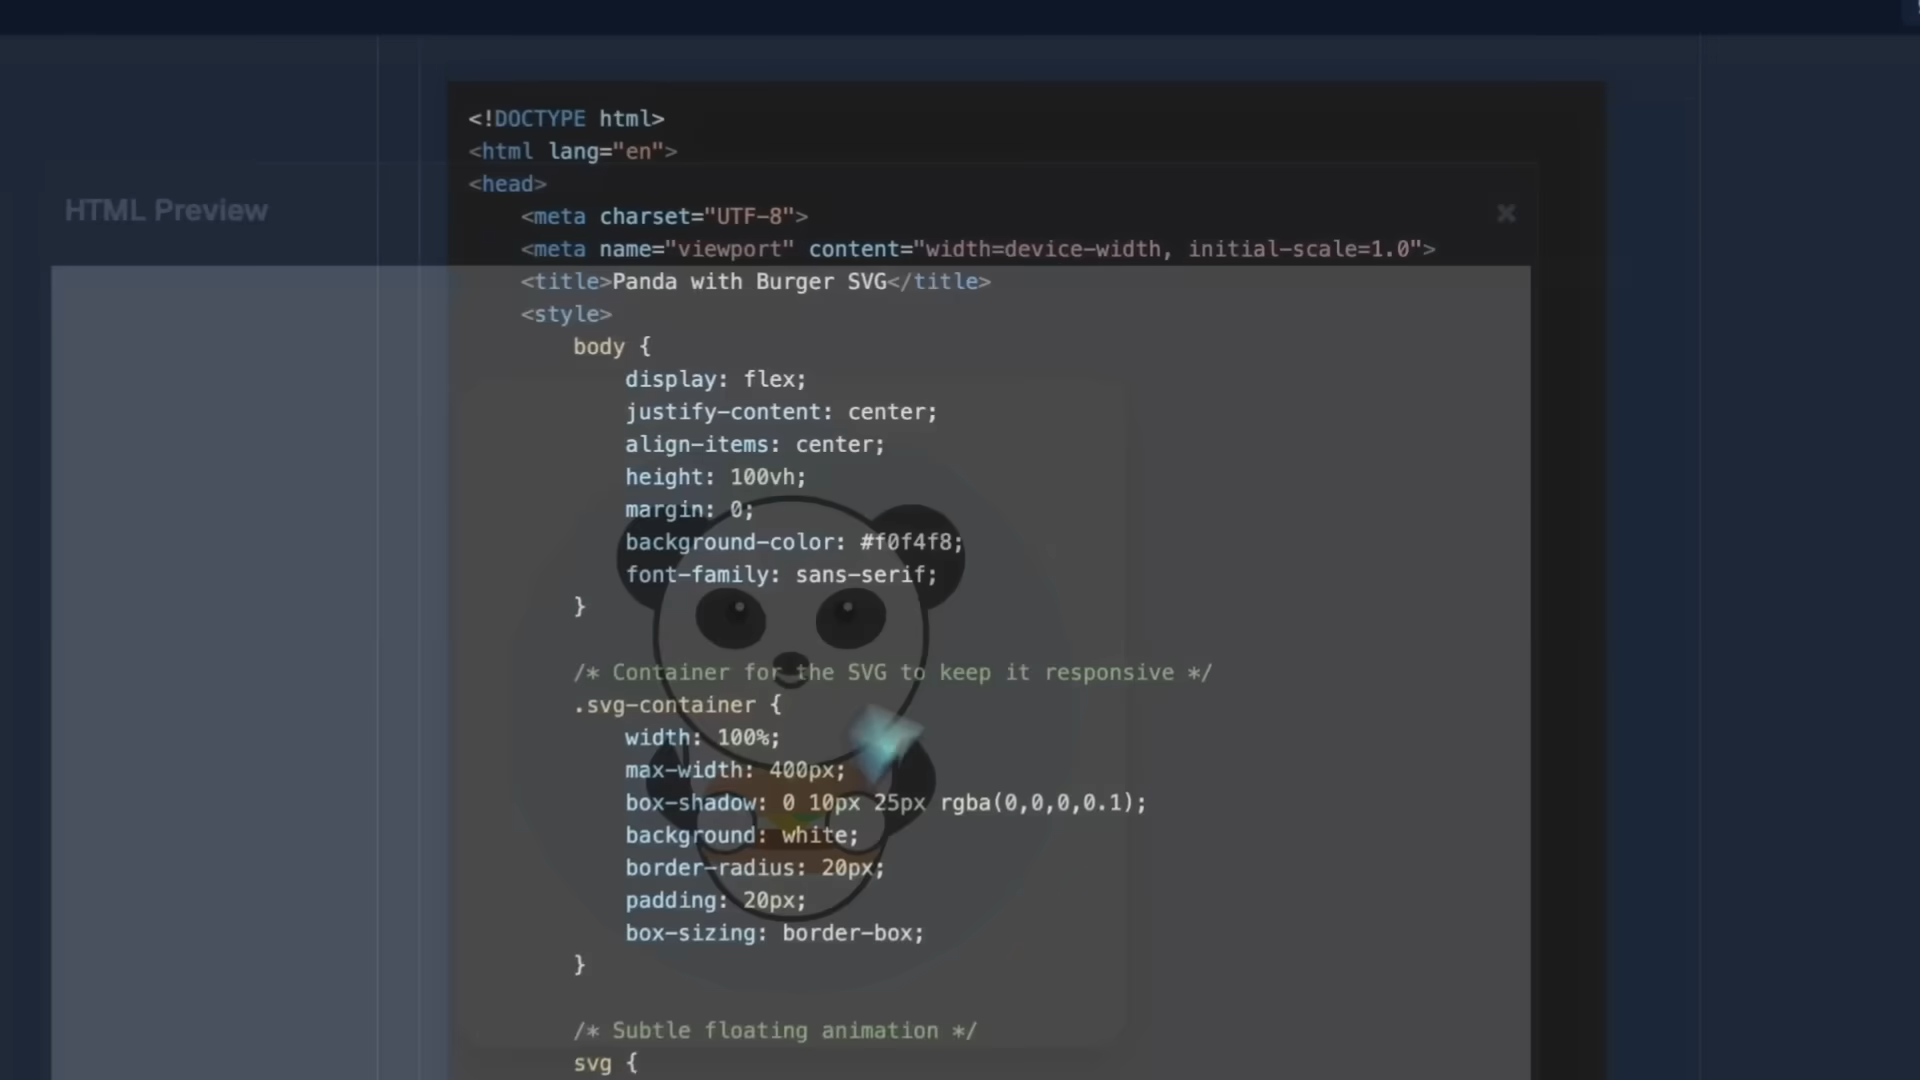 <!DOCTYPE html>
<html lang="en">
<head>
HTML Preview
<meta charset="UTF-8">
<meta name="viewport" content="width=device-width, initial-scale=1.0">
<title>Panda with Burger SVG</title>
<style>
body {
display: flex;
justify-content: center;
align-items: center;
height: 100vh;
margin: 0;
background-color: #f0f4f8;
font-family: sans-serif;
}
/* Container for the SVG to keep it responsive */
.svg-container {
width: 100%;
max-width: 400px;
box-shadow: 0 10px 25px rgba(0,0,0,0.1);
background: white;
border-radius: 20px;
padding: 20px;
box-sizing: border-box;
}
/* Subtle floating animation */
svg {